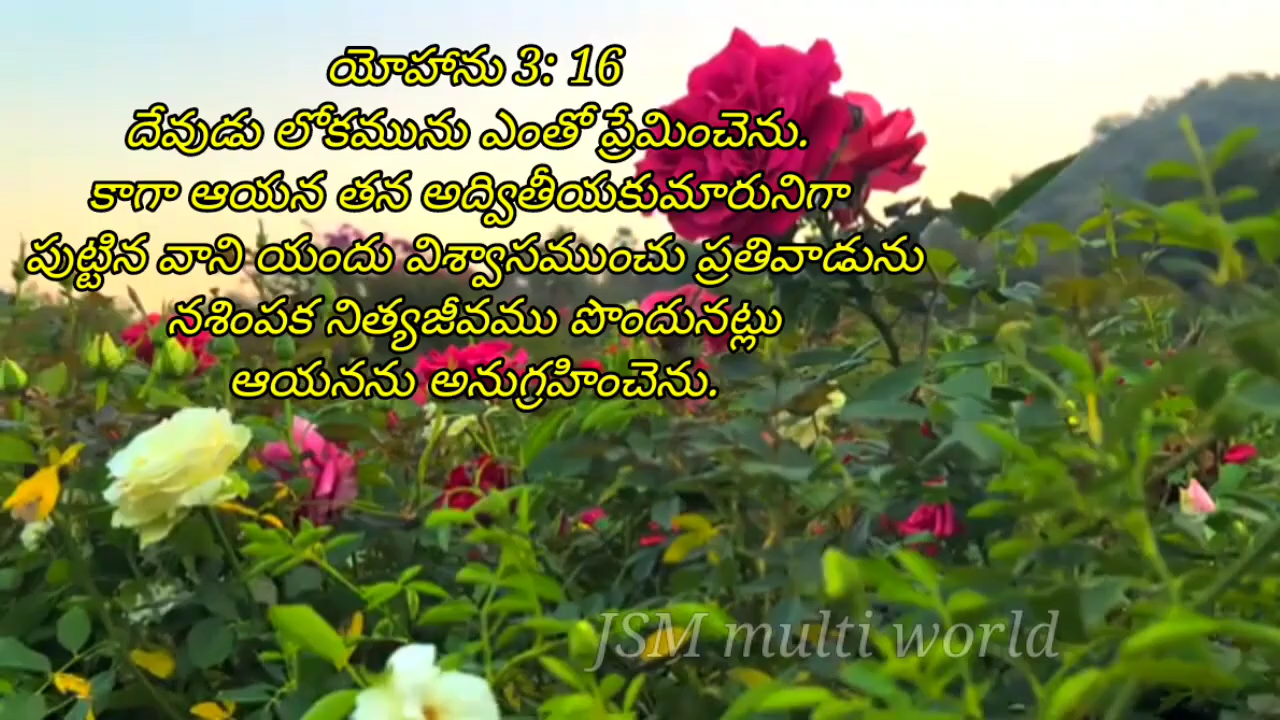 యోహాను 3: 16
దేవుడు లోకమును ఎంతో ప్రేమించెను.
కాగా ఆయన తన అద్వితీయకుమారునిగా
పుట్టిన వాని యందు విశ్వాసముంచు ప్రతివాడును
నశింపక నిత్యజీవము పొందునట్లు
ఆయనను అనుగ్రహించెను.
JSM multi world